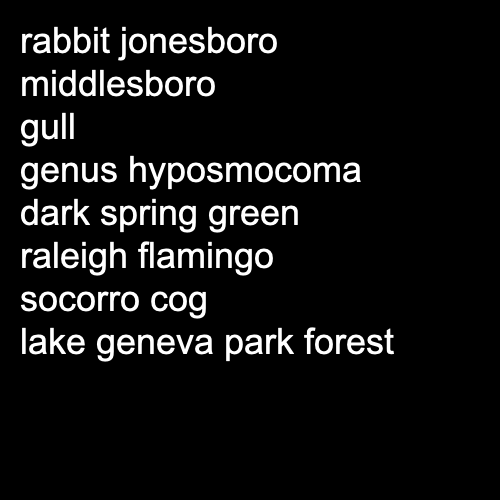 rabbit jonesboro
middlesboro
gull
genus hyposmocoma
dark spring green
raleigh flamingo
socorro cog
lake geneva park forest